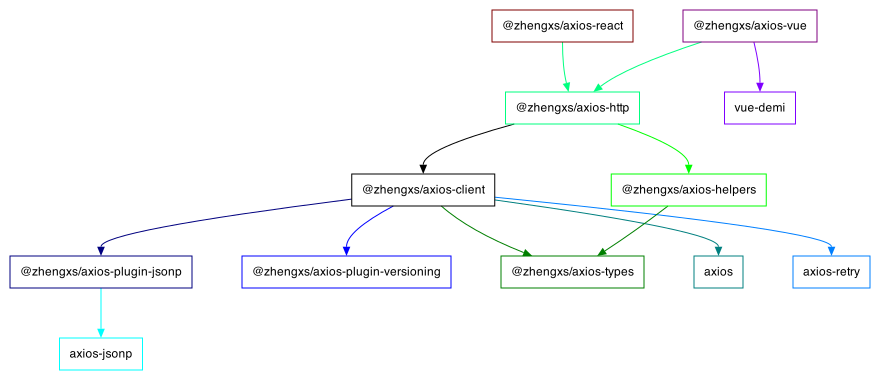 @zhengxs/axios-react
@zhengxs/axios-vue
@zhengxs/axios-http
vue-demi
@zhengxs/axios-client
@zhengxs/axios-helpers
@zhengxs/axios-plugin-jsonp
@zhengxs/axios-plugin-versioning
@zhengxs/axios-types
axios
axios-retry
axios-jsonp